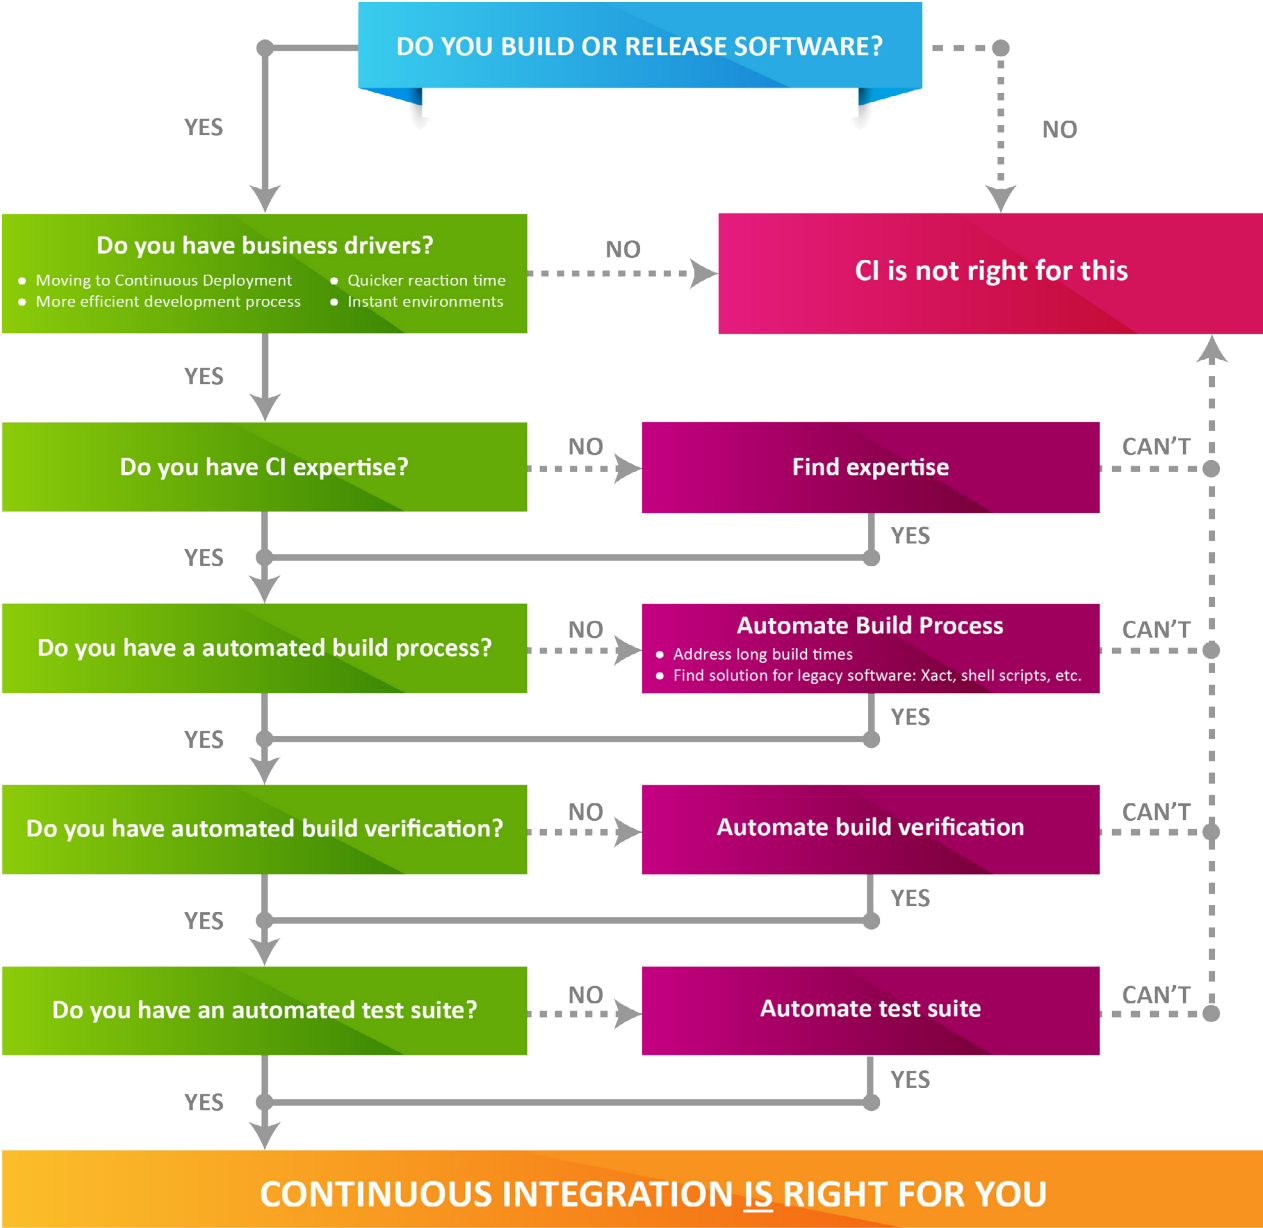 DO YOU BUILD OR RELEASE SOFTWARE?
YES
NO
Do you have business drivers?
• Moving to Continuous Deployment
• More efficient development process
• Quicker reaction time
• Instant environments
NO
CI is not right for this
YES
Do you have CI expertise?
NO
Find expertise
CAN'T
YES
YES
Do you have a automated build process?
NO
Automate Build Process
• Address long build times
• Find solution for legacy software: Xact, shell scripts, etc.
CAN'T
YES
YES
Do you have automated build verification?
NO
Automate build verification
CAN'T
YES
YES
Do you have an automated test suite?
NO
Automate test suite
CAN'T
YES
YES
CONTINUOUS INTEGRATION IS RIGHT FOR YOU